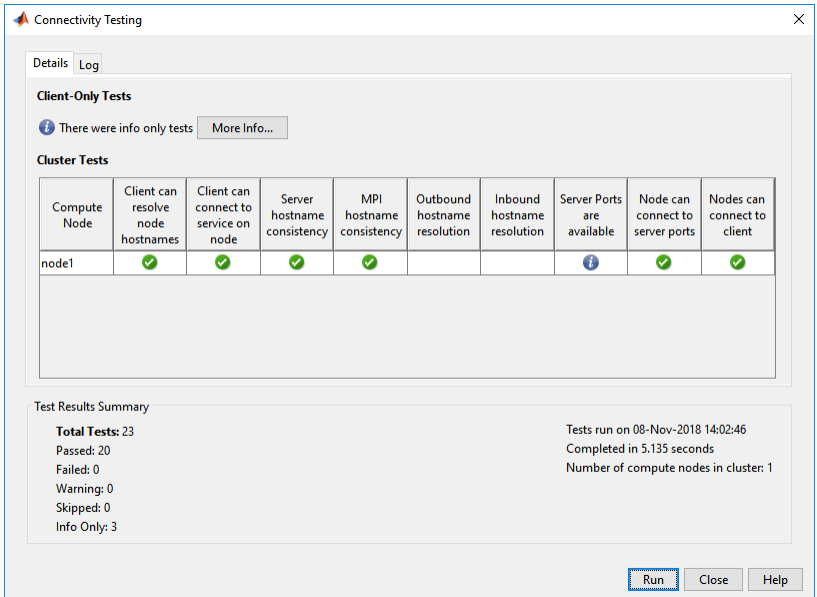 Connectivity Testing
Details
Log
Client-Only Tests
There were info only tests
More Info...
Cluster Tests
Compute
Node
Client can
resolve
node
hostnames
Client can
connect to
service on
node
Server
hostname
consistency
MPI
hostname
consistency
Outbound
hostname
resolution
Inbound
hostname
resolution
Server Ports
are
available
Node can
connect to
server ports
Nodes can
connect to
client
node1
Test Results Summary
Total Tests: 23
Passed: 20
Failed: 0
Warning: 0
Skipped: 0
Info Only: 3
Tests run on 08-Nov-2018 14:02:46
Completed in 5.135 seconds
Number of compute nodes in cluster: 1
Run
Close
Help